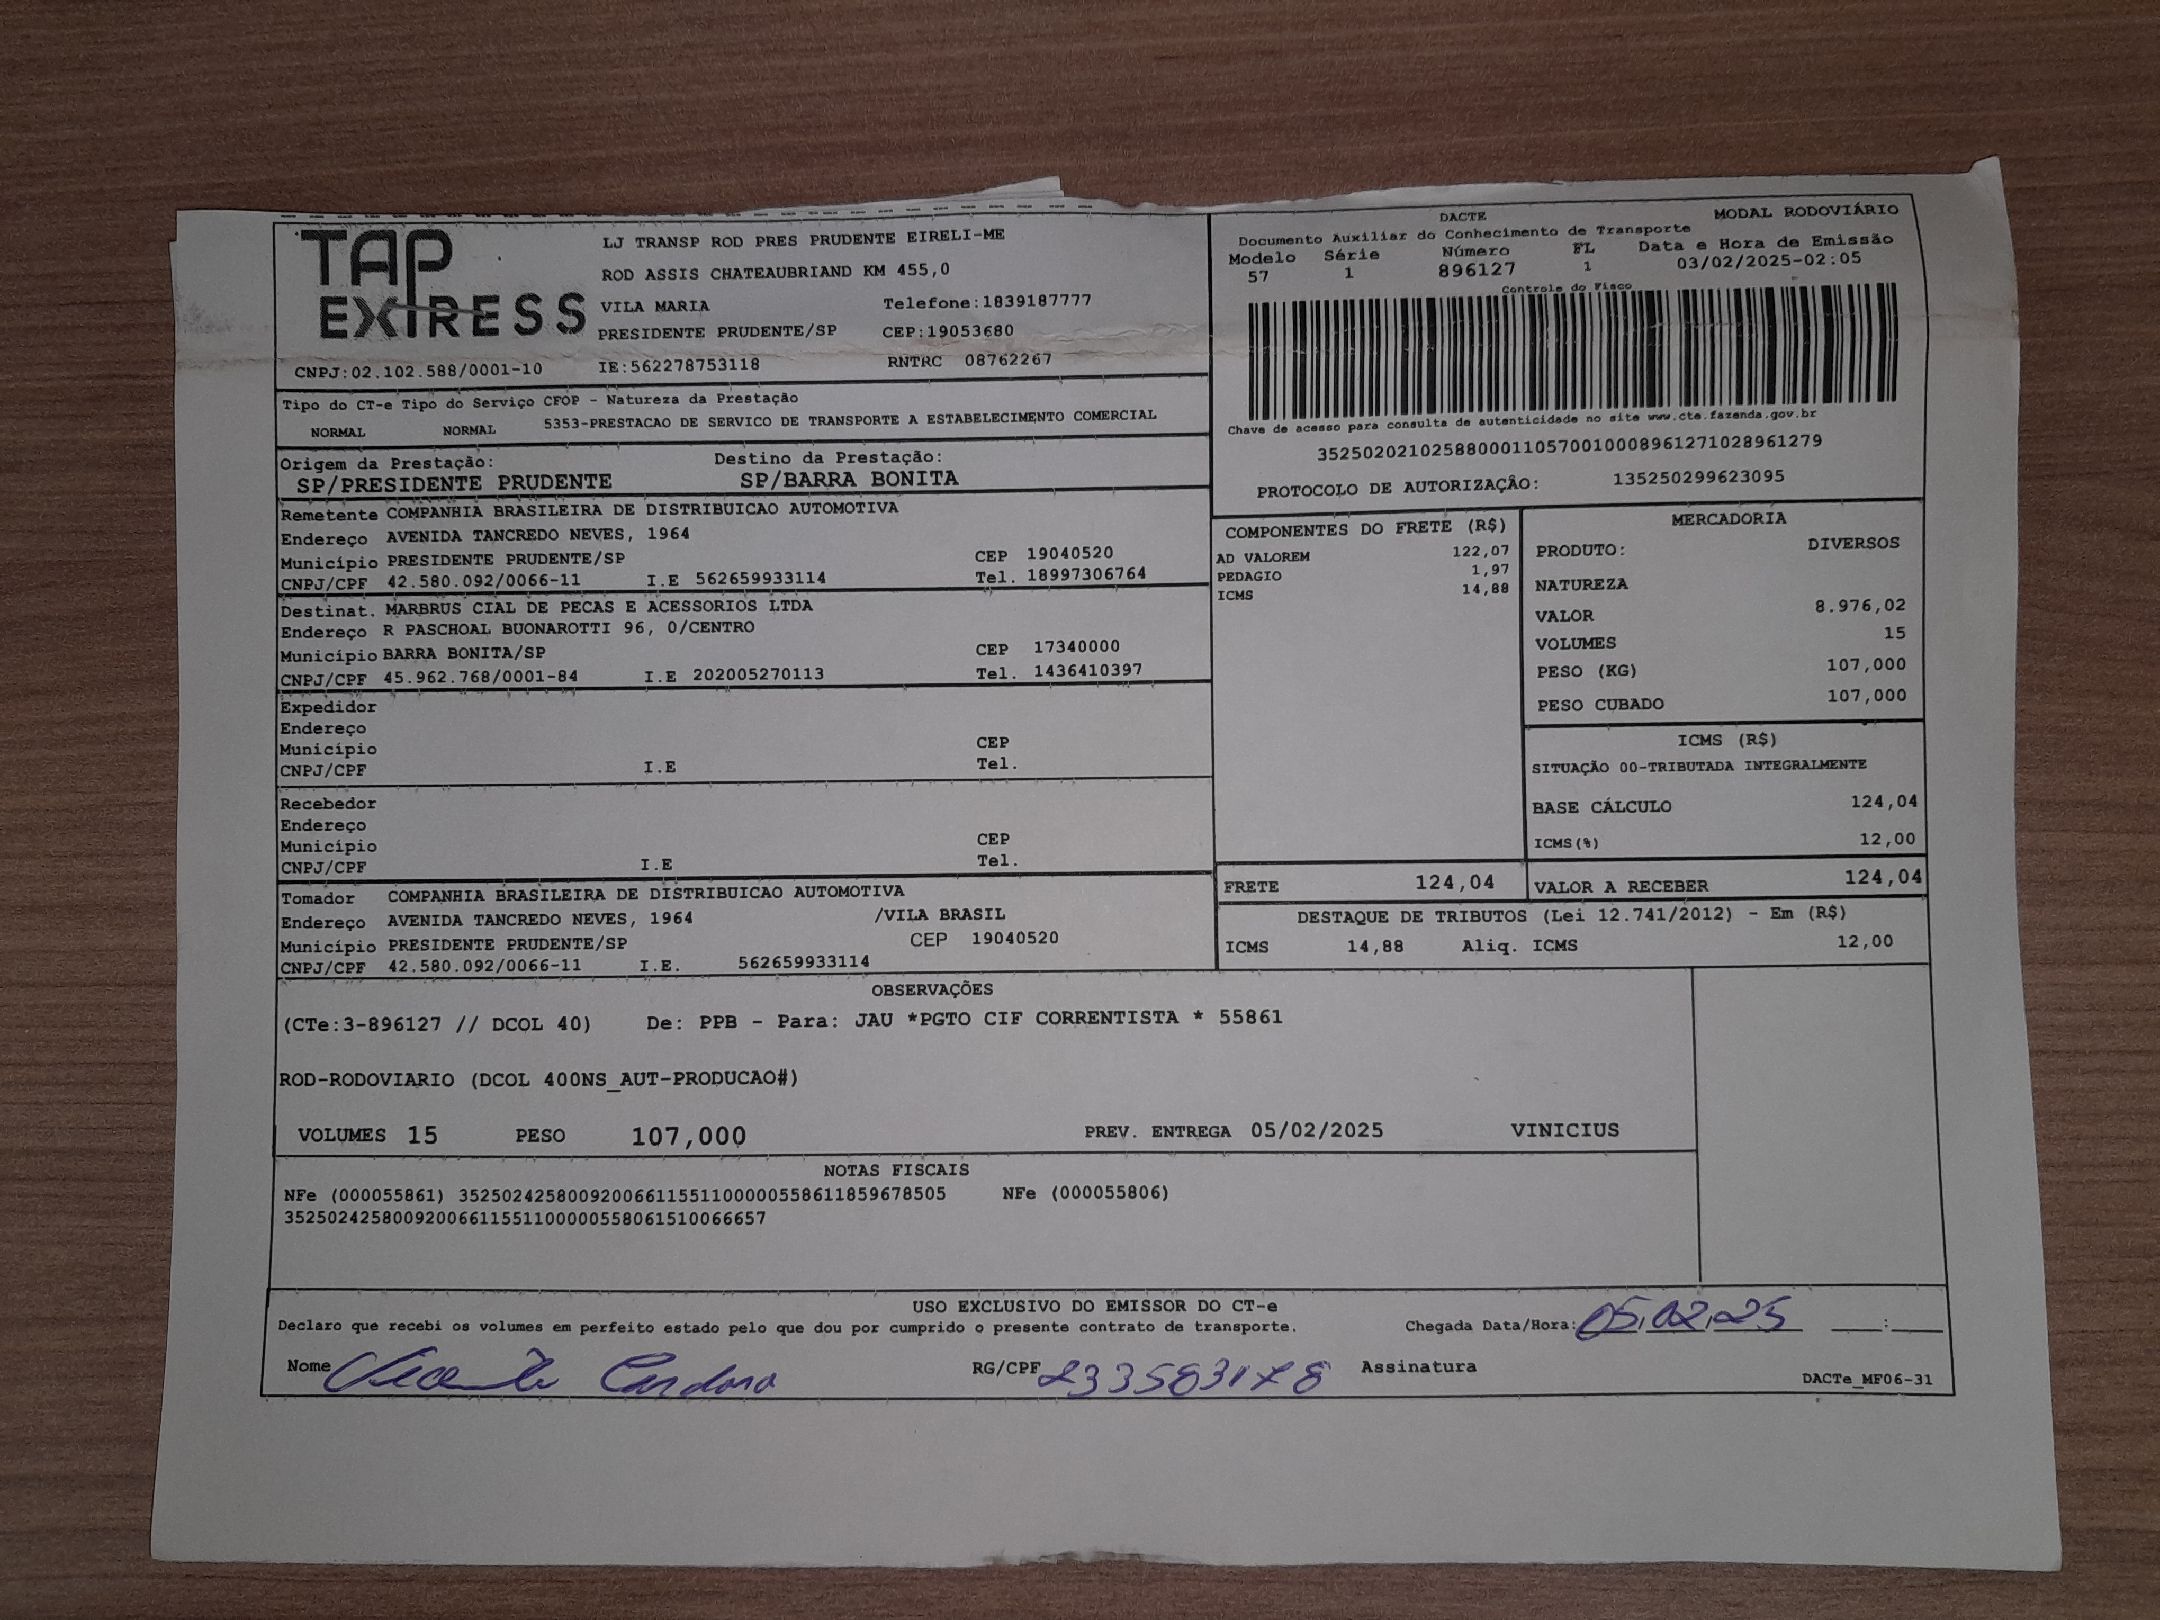 TAP EXPRESS
LJ TRANSP ROD PRES PRUDENTE EIRELI-ME
ROD ASSIS CHATEAUBRIAND KM 455,0
VILA MARIA Telefone:1839187777
PRESIDENTE PRUDENTE/SP CEP:19053680
CNPJ:02.102.588/0001-10 IE:562278753118 RNTRC 08762267
DACTE MODAL RODOVIÁRIO
Documento Auxiliar do Conhecimento de Transporte
Modelo Série Número FL Data e Hora de Emissão
57 1 896127 1 03/02/2025-02:05
Controle do Fisco
Chave de acesso para consulta de autenticidade no site www.cte.fazenda.gov.br
35250202102588000110570010008961271028961279
PROTOCOLO DE AUTORIZAÇÃO: 135250299623095
Tipo do CT-e Tipo do Serviço CFOP - Natureza da Prestação
NORMAL NORMAL 5353-PRESTACAO DE SERVICO DE TRANSPORTE A ESTABELECIMENTO COMERCIAL
Origem da Prestação: Destino da Prestação:
SP/PRESIDENTE PRUDENTE SP/BARRA BONITA
Remetente COMPANHIA BRASILEIRA DE DISTRIBUICAO AUTOMOTIVA
Endereço AVENIDA TANCREDO NEVES, 1964
Município PRESIDENTE PRUDENTE/SP CEP 19040520
CNPJ/CPF 42.580.092/0066-11 I.E 562659933114 Tel. 18997306764
Destinat. MARBRUS CIAL DE PECAS E ACESSORIOS LTDA
Endereço R PASCHOAL BUONAROTTI 96, 0/CENTRO
Município BARRA BONITA/SP CEP 17340000
CNPJ/CPF 45.962.768/0001-84 I.E 202005270113 Tel. 1436410397
Expedidor
Endereço
Município CEP
CNPJ/CPF I.E Tel.
Recebedor
Endereço
Município CEP
CNPJ/CPF I.E Tel.
Tomador COMPANHIA BRASILEIRA DE DISTRIBUICAO AUTOMOTIVA
Endereço AVENIDA TANCREDO NEVES, 1964 /VILA BRASIL
Município PRESIDENTE PRUDENTE/SP CEP 19040520
CNPJ/CPF 42.580.092/0066-11 I.E. 562659933114
COMPONENTES DO FRETE (R$)
AD VALOREM 122,07
PEDAGIO 1,97
ICMS 14,88
MERCADORIA
PRODUTO: DIVERSOS
NATUREZA
VALOR 8.976,02
VOLUMES 15
PESO (KG) 107,000
PESO CUBADO 107,000
ICMS (R$)
SITUAÇÃO 00-TRIBUTADA INTEGRALMENTE
BASE CÁLCULO 124,04
ICMS(%) 12,00
FRETE 124,04 VALOR A RECEBER 124,04
DESTAQUE DE TRIBUTOS (Lei 12.741/2012) - Em (R$)
ICMS 14,88 Aliq. ICMS 12,00
OBSERVAÇÕES
(CTe:3-896127 // DCOL 40) De: PPB - Para: JAU *PGTO CIF CORRENTISTA * 55861
ROD-RODOVIARIO (DCOL 400NS_AUT-PRODUCAO#)
VOLUMES 15 PESO 107,000 PREV. ENTREGA 05/02/2025 VINICIUS
NOTAS FISCAIS
NFe (000055861) 35250242580092006611551100000558611859678505 NFe (000055806)
35250242580092006611551100000558061510066657
USO EXCLUSIVO DO EMISSOR DO CT-e
Declaro que recebi os volumes em perfeito estado pelo que dou por cumprido o presente contrato de transporte. Chegada Data/Hora: 05.02.25 :
Nome Vicente Cardoso RG/CPF 233583178 Assinatura
DACTe_MF06-31